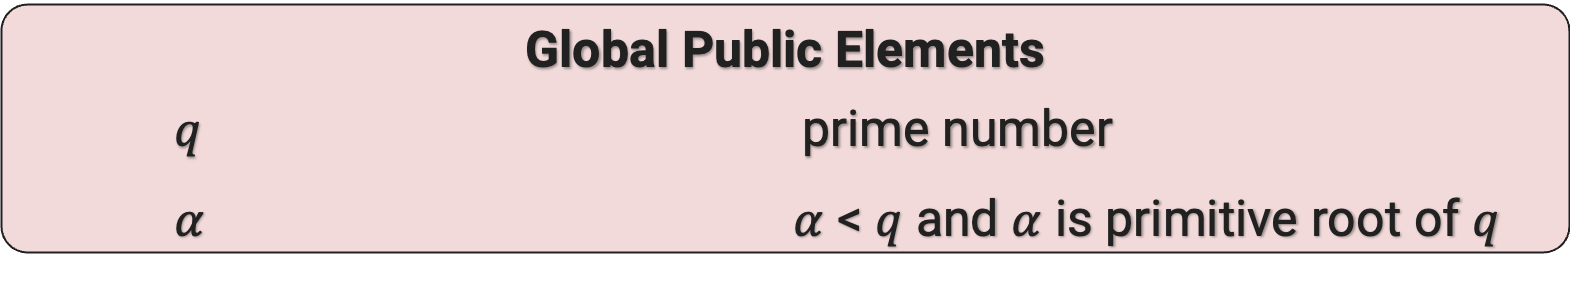 Global Public Elements
q prime number
α α < q and α is primitive root of q